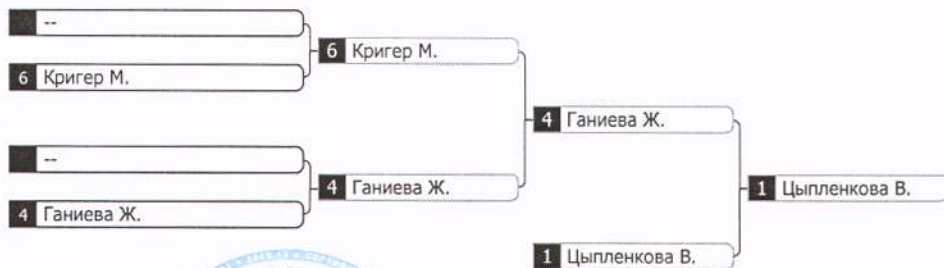 --
6 Кригер М.
6 Кригер М.
4 Ганиева Ж.
--
4 Ганиева Ж.
1 Цыпленкова В.
4 Ганиева Ж.
1 Цыпленкова В.